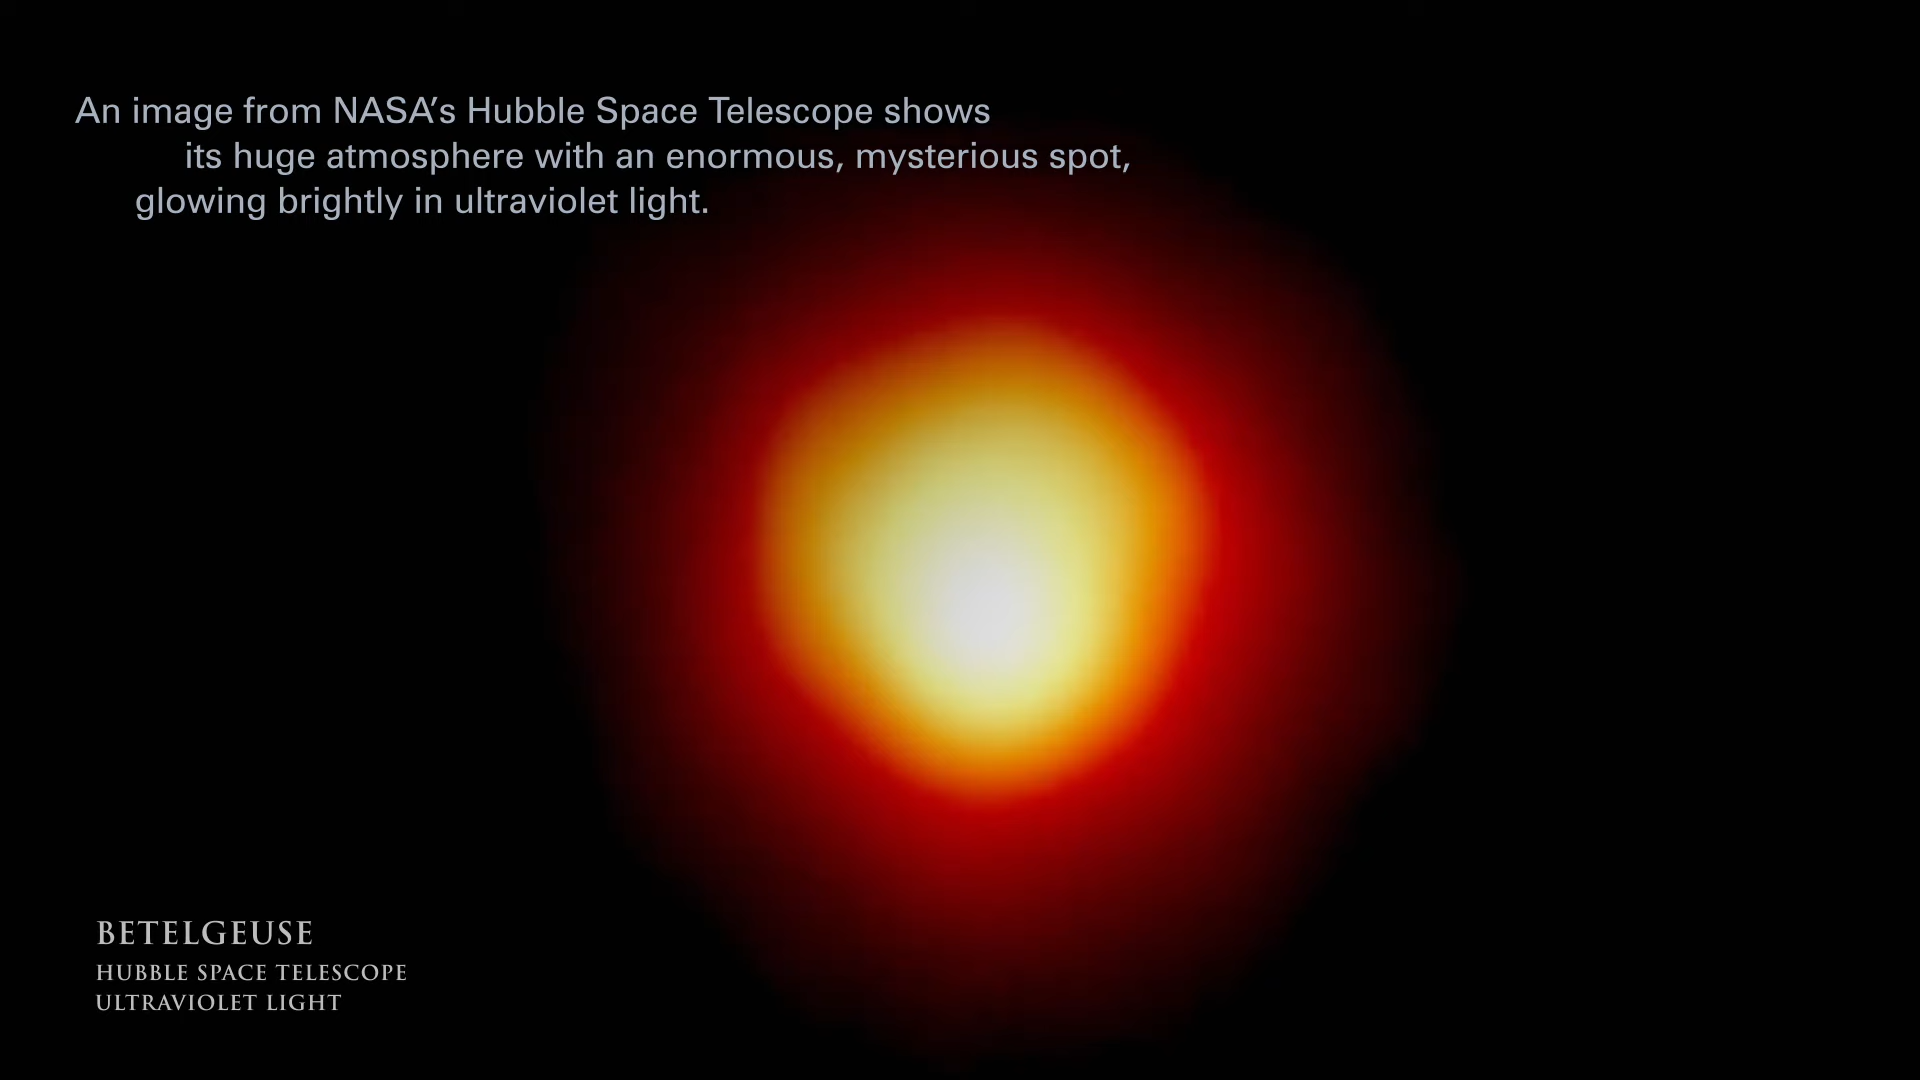 An image from NASA’s Hubble Space Telescope shows
its huge atmosphere with an enormous, mysterious spot,
glowing brightly in ultraviolet light.
BETELGEUSE
HUBBLE SPACE TELESCOPE
ULTRAVIOLET LIGHT